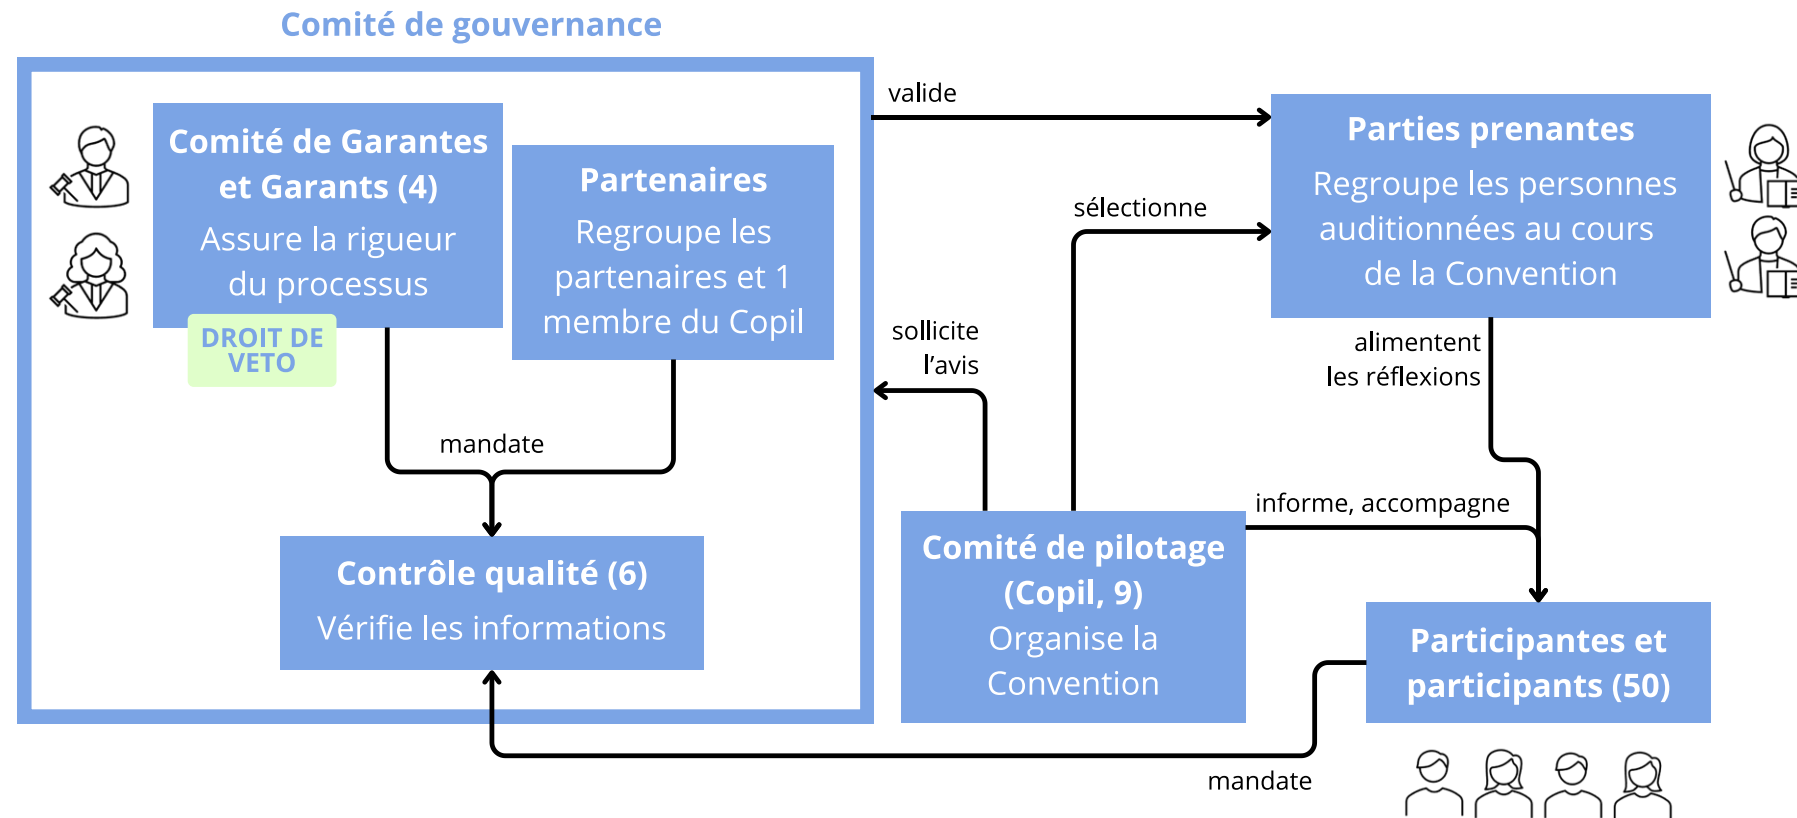 Comité de gouvernance
Comité de Garantes
et Garants (4)
Assure la rigueur
du processus
DROIT DE
VETO
Partenaires
Regroupe les
partenaires et 1
membre du Copil
mandate
Contrôle qualité (6)
Vérifie les informations
valide
sélectionne
sollicite
l’avis
Parties prenantes
Regroupe les personnes
auditionnées au cours
de la Convention
alimentent
les réflexions
informe, accompagne
Comité de pilotage
(Copil, 9)
Organise la
Convention
Participantes et
participants (50)
mandate